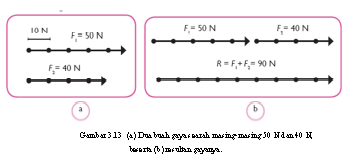 10 N
F₁ = 50 N
F₂ = 40 N
a
F₁ = 50 N
F₂ = 40 N
R = F₁ + F₂ = 90 N
b
Gambar 3.13 (a) Dua buah gaya searah masing-masing 50 N dan 40 N,
beserta (b) resultan gayanya.